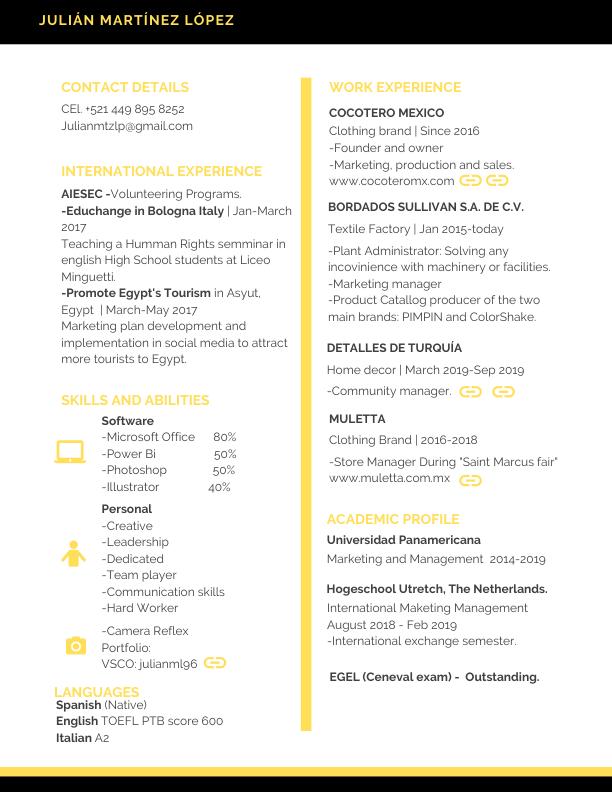 JULIÁN MARTÍNEZ LÓPEZ
CONTACT DETAILS
CEl. +521 449 895 8252
Julianmtzlp@gmail.com
INTERNATIONAL EXPERIENCE
AIESEC -Volunteering Programs.
-Educhange in Bologna Italy | Jan-March
2017
Teaching a Humman Rights semminar in
english High School students at Liceo
Minguetti.
-Promote Egypt's Tourism in Asyut,
Egypt | March-May 2017
Marketing plan development and
implementation in social media to attract
more tourists to Egypt.
SKILLS AND ABILITIES
Software
-Microsoft Office 80%
-Power Bi 50%
-Photoshop 50%
-Illustrator 40%
Personal
-Creative
-Leadership
-Dedicated
-Team player
-Communication skills
-Hard Worker
-Camera Reflex
Portfolio:
VSCO: julianml96
LANGUAGES
Spanish (Native)
English TOEFL PTB score 600
Italian A2
WORK EXPERIENCE
COCOTERO MEXICO
Clothing brand | Since 2016
-Founder and owner
-Marketing, production and sales.
www.cocoteromx.com
BORDADOS SULLIVAN S.A. DE C.V.
Textile Factory | Jan 2015-today
-Plant Administrator: Solving any
incovinience with machinery or facilities.
-Marketing manager
-Product Catallog producer of the two
main brands: PIMPIN and ColorShake.
DETALLES DE TURQUÍA
Home decor | March 2019-Sep 2019
-Community manager.
MULETTA
Clothing Brand | 2016-2018
-Store Manager During "Saint Marcus fair"
www.muletta.com.mx
ACADEMIC PROFILE
Universidad Panamericana
Marketing and Management 2014-2019
Hogeschool Utretch, The Netherlands.
International Maketing Management
August 2018 - Feb 2019
-International exchange semester.
EGEL (Ceneval exam) - Outstanding.